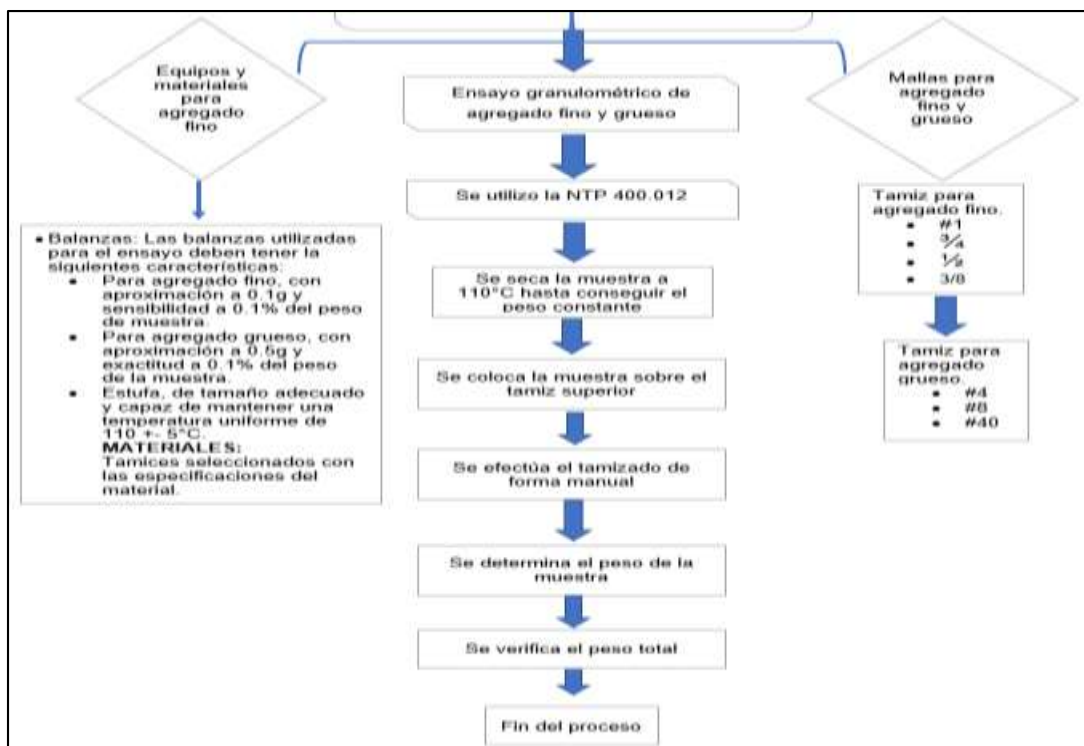 Equipos y
materiales
para
agregado
fino
• Balanzas: Las balanzas utilizadas
para el ensayo deben tener la
siguientes características:
• Para agregado fino, con
aproximación a 0.1g y
sensibilidad a 0.1% del peso
de muestra.
• Para agregado grueso, con
aproximación a 0.5g y
exactitud a 0.1% del peso
de la muestra.
• Estufa, de tamaño adecuado
y capaz de mantener una
temperatura uniforme de
110 +- 5°C.
MATERIALES:
Tamices seleccionados con
las especificaciones del
material.
Ensayo granulométrico de
agregado fino y grueso
Se utilizo la NTP 400.012
Se seca la muestra a
110°C hasta conseguir el
peso constante
Se coloca la muestra sobre el
tamiz superior
Se efectúa el tamizado de
forma manual
Se determina el peso de la
muestra
Se verifica el peso total
Fin del proceso
Mallas para
agregado
fino y
grueso
Tamiz para
agregado fino.
• #1
• ¾
• ½
• 3/8
Tamiz para
agregado
grueso.
• #4
• #8
• #40